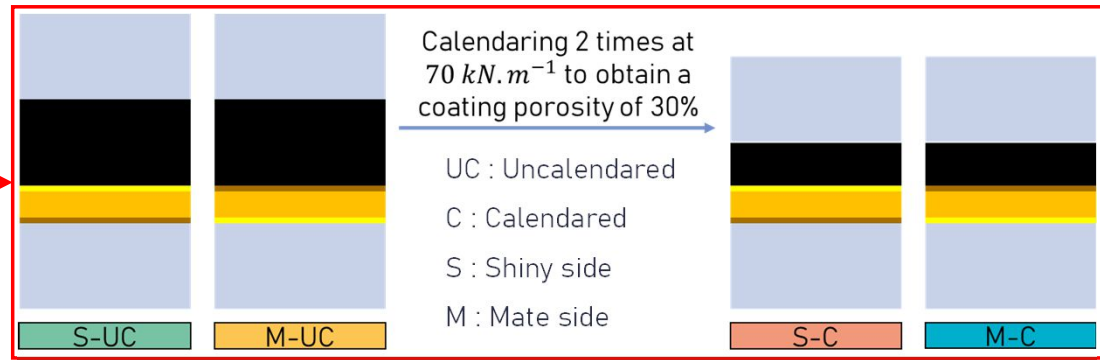 Calendaring 2 times at
70 kN.m⁻¹ to obtain a
coating porosity of 30%
UC : Uncalendared
C : Calendared
S : Shiny side
M : Mate side
S-UC
M-UC
S-C
M-C